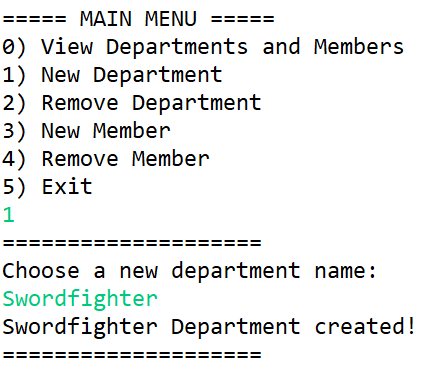 ===== MAIN MENU =====
0) View Departments and Members
1) New Department
2) Remove Department
3) New Member
4) Remove Member
5) Exit
1
====================
Choose a new department name:
Swordfighter
Swordfighter Department created!
====================